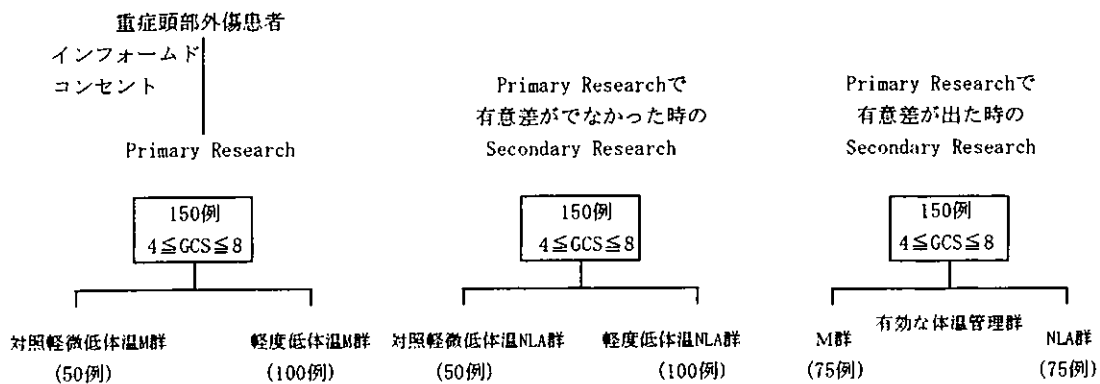 重症頭部外傷患者
インフォームド
コンセント
Primary Research
150例
4≦GCS≦8
対照軽微低体温M群
(50例)
軽度低体温M群
(100例)
Primary Researchで
有意差がでなかった時の
Secondary Research
150例
4≦GCS≦8
対照軽微低体温NLA群
(50例)
軽度低体温NLA群
(100例)
Primary Researchで
有意差が出た時の
Secondary Research
150例
4≦GCS≦8
有効な体温管理群
M群
(75例)
NLA群
(75例)